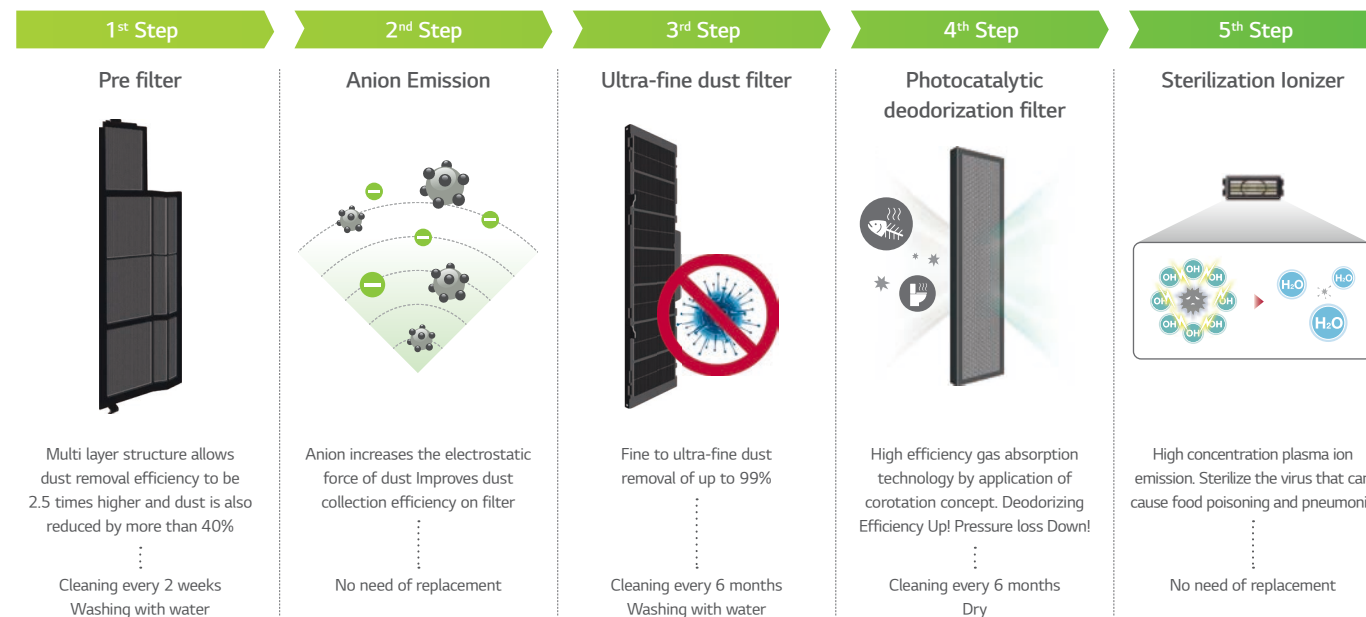 1st Step
Pre filter
Multi layer structure allows
dust removal efficiency to be
2.5 times higher and dust is also
reduced by more than 40%
Cleaning every 2 weeks
Washing with water
2nd Step
Anion Emission
Anion increases the electrostatic
force of dust Improves dust
collection efficiency on filter
No need of replacement
3rd Step
Ultra-fine dust filter
Fine to ultra-fine dust
removal of up to 99%
Cleaning every 6 months
Washing with water
4th Step
Photocatalytic
deodorization filter
High efficiency gas absorption
technology by application of
corotation concept. Deodorizing
Efficiency Up! Pressure loss Down!
Cleaning every 6 months
Dry
5th Step
Sterilization Ionizer
OH
OH OH
OH OH
OH OH
OH
H₂O H₂O
H₂O
High concentration plasma ion
emission. Sterilize the virus that can
cause food poisoning and pneumoni
No need of replacement